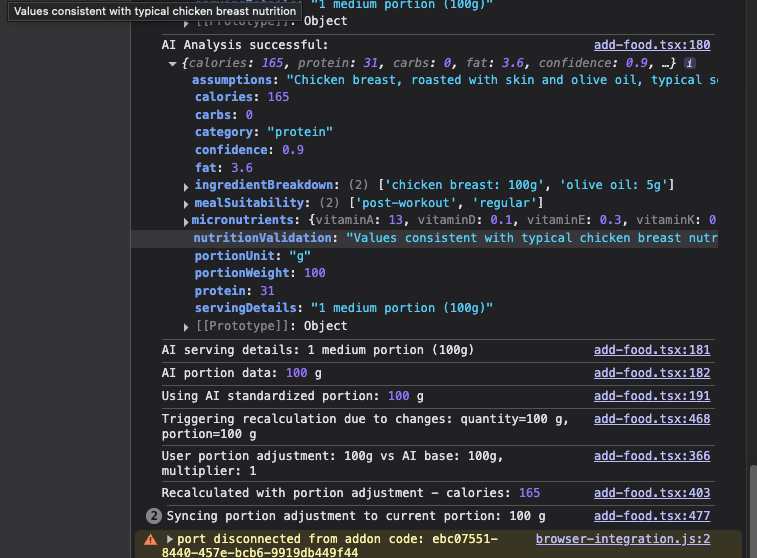 Values consistent with typical chicken breast nutrition
"1 medium portion (100g)"
▸ [[Prototype]]: Object
AI Analysis successful: add-food.tsx:180
▾ {calories: 165, protein: 31, carbs: 0, fat: 3.6, confidence: 0.9, …} i
assumptions: "Chicken breast, roasted with skin and olive oil, typical s
calories: 165
carbs: 0
category: "protein"
confidence: 0.9
fat: 3.6
▸ ingredientBreakdown: (2) ['chicken breast: 100g', 'olive oil: 5g']
▸ mealSuitability: (2) ['post-workout', 'regular']
▸ micronutrients: {vitaminA: 13, vitaminD: 0.1, vitaminE: 0.3, vitaminK: 0
nutritionValidation: "Values consistent with typical chicken breast nutr
portionUnit: "g"
portionWeight: 100
protein: 31
servingDetails: "1 medium portion (100g)"
▸ [[Prototype]]: Object
AI serving details: 1 medium portion (100g) add-food.tsx:181
AI portion data: 100 g add-food.tsx:182
Using AI standardized portion: 100 g add-food.tsx:191
Triggering recalculation due to changes: quantity=100 g, add-food.tsx:468
portion=100 g
User portion adjustment: 100g vs AI base: 100g, add-food.tsx:366
multiplier: 1
Recalculated with portion adjustment - calories: 165 add-food.tsx:403
2 Syncing portion adjustment to current portion: 100 g add-food.tsx:477
▸ port disconnected from addon code: ebc07551- browser-integration.js:2
8440-457e-bcb6-9919db449f44